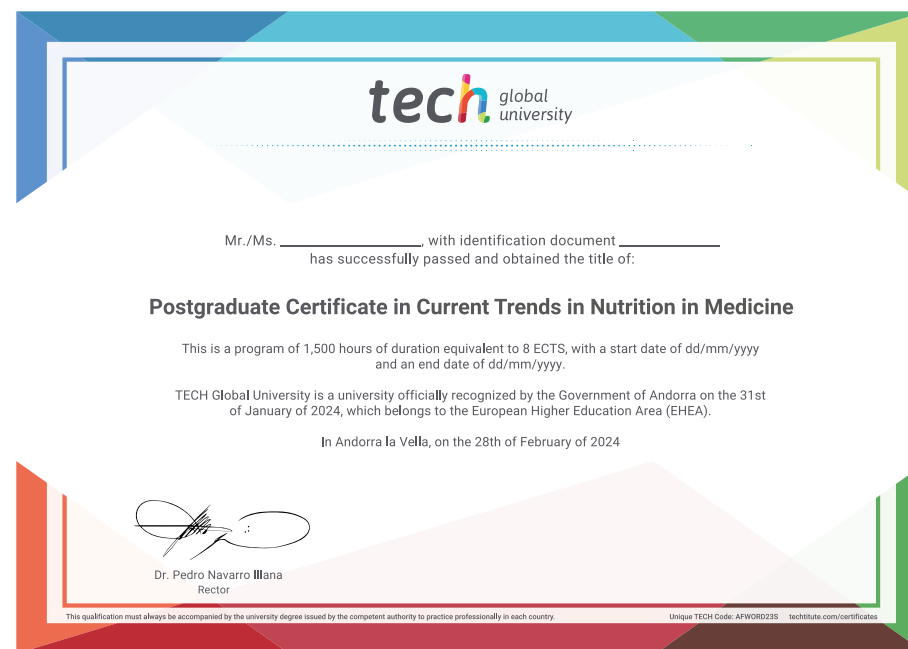 tech global
university
Mr./Ms. ____________________, with identification document ______________
has successfully passed and obtained the title of:
Postgraduate Certificate in Current Trends in Nutrition in Medicine
This is a program of 1,500 hours of duration equivalent to 8 ECTS, with a start date of dd/mm/yyyy
and an end date of dd/mm/yyyy.
TECH Global University is a university officially recognized by the Government of Andorra on the 31st
of January of 2024, which belongs to the European Higher Education Area (EHEA).
In Andorra la Vella, on the 28th of February of 2024
Dr. Pedro Navarro Illana
Rector
This qualification must always be accompanied by the university degree issued by the competent authority to practice professionally in each country.
Unique TECH Code: AFWORD23S techtitute.com/certificates